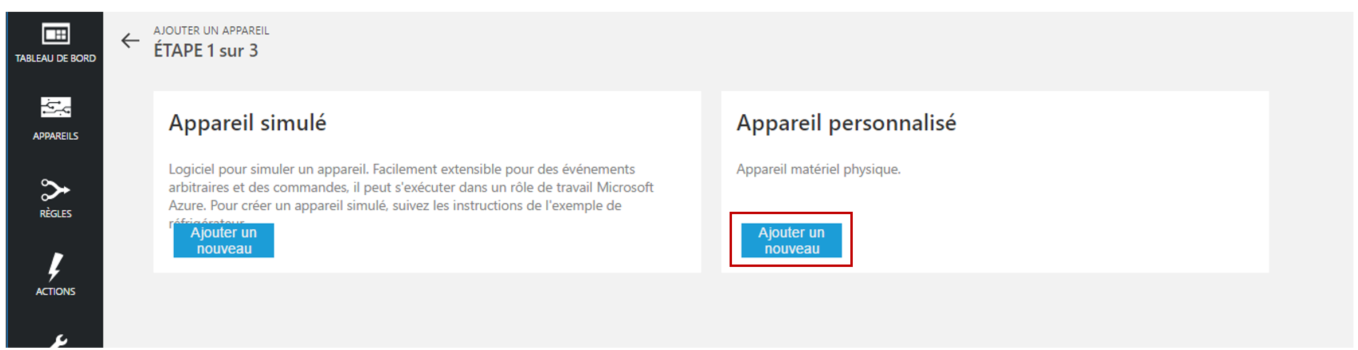 TABLEAU DE BORD
APPAREILS
RÈGLES
ACTIONS
AJOUTER UN APPAREIL
ÉTAPE 1 sur 3
Appareil simulé
Logiciel pour simuler un appareil. Facilement extensible pour des événements
arbitraires et des commandes, il peut s'exécuter dans un rôle de travail Microsoft
Azure. Pour créer un appareil simulé, suivez les instructions de l'exemple de
réfrigérateur
Ajouter un
nouveau
Appareil personnalisé
Appareil matériel physique.
Ajouter un
nouveau